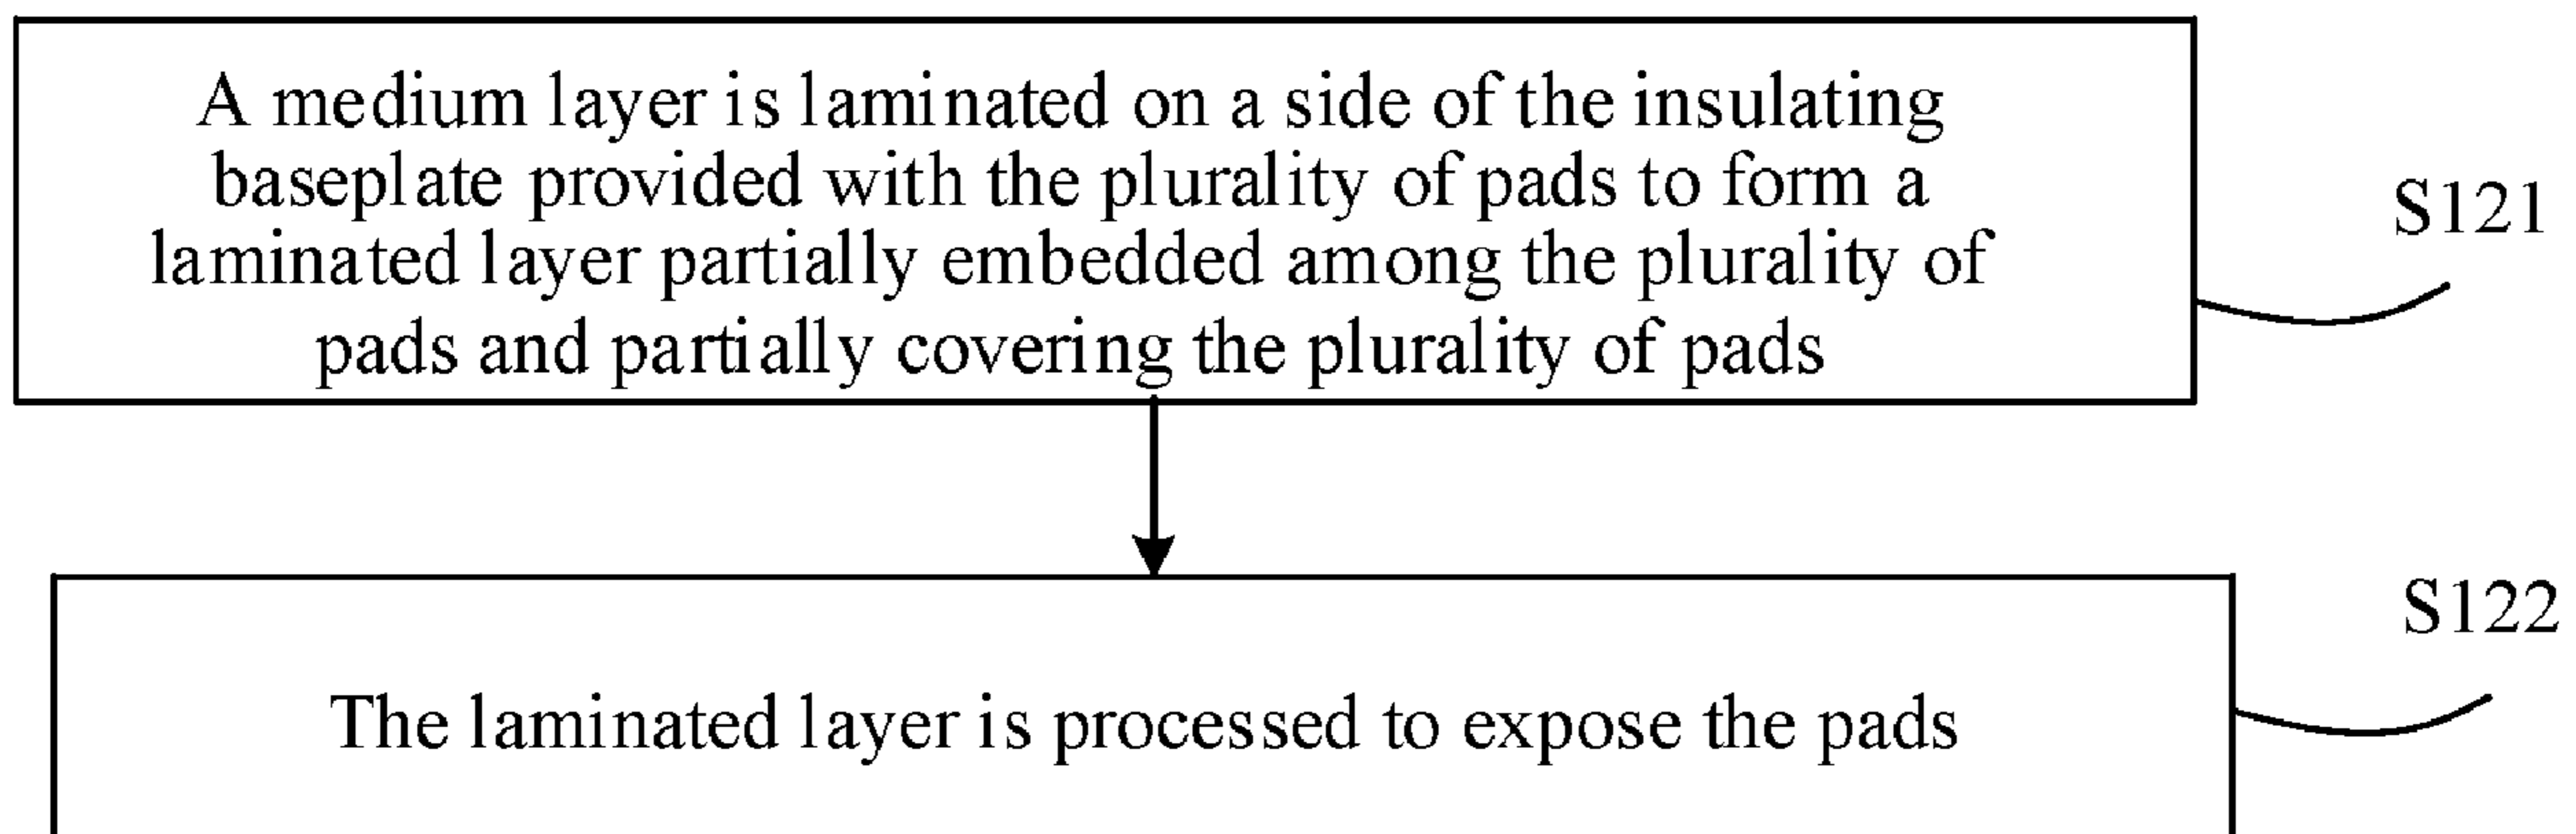 A medium layer is laminated on a side of the insulating
baseplate provided with the plurality of pads to form a
laminated layer partially embedded among the plurality of
pads and partially covering the plurality of pads
S121
S122
The laminated layer is processed to expose the pads